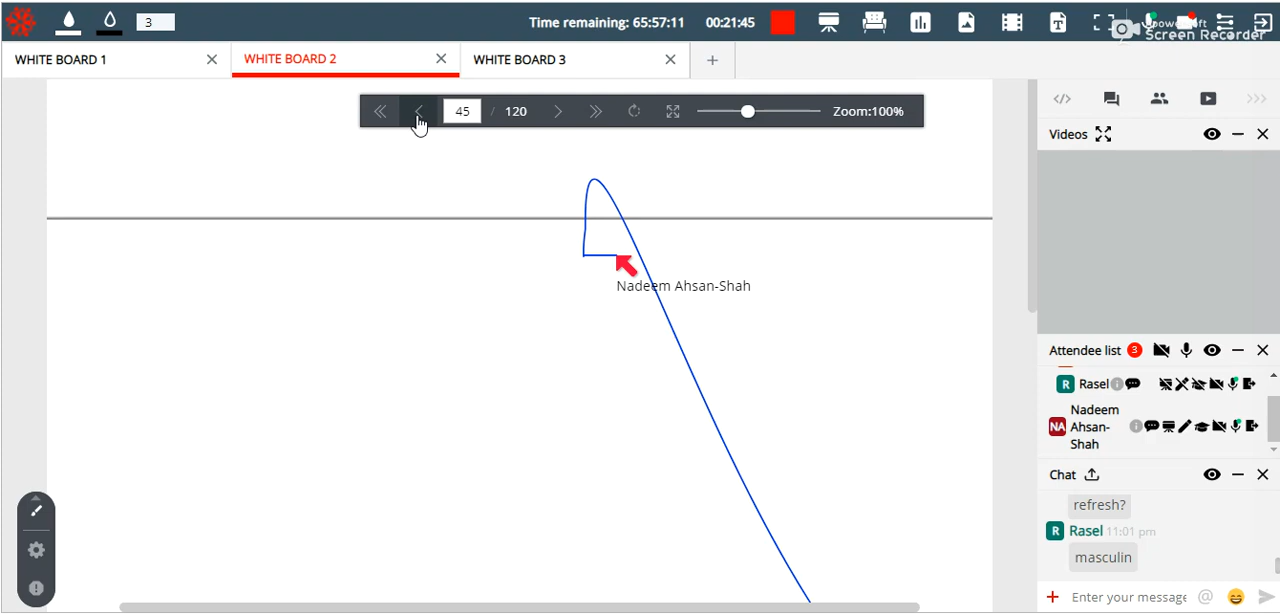 3
Time remaining: 65:57:11 00:21:45
Screen Recorder
WHITE BOARD 1
WHITE BOARD 2
WHITE BOARD 3
45 / 120 Zoom:100%
Videos
Nadeem Ahsan-Shah
Attendee list 3
R Rasel
NA Nadeem
Ahsan-
Shah
Chat
refresh?
R Rasel 11:01 pm
masculin
Enter your message